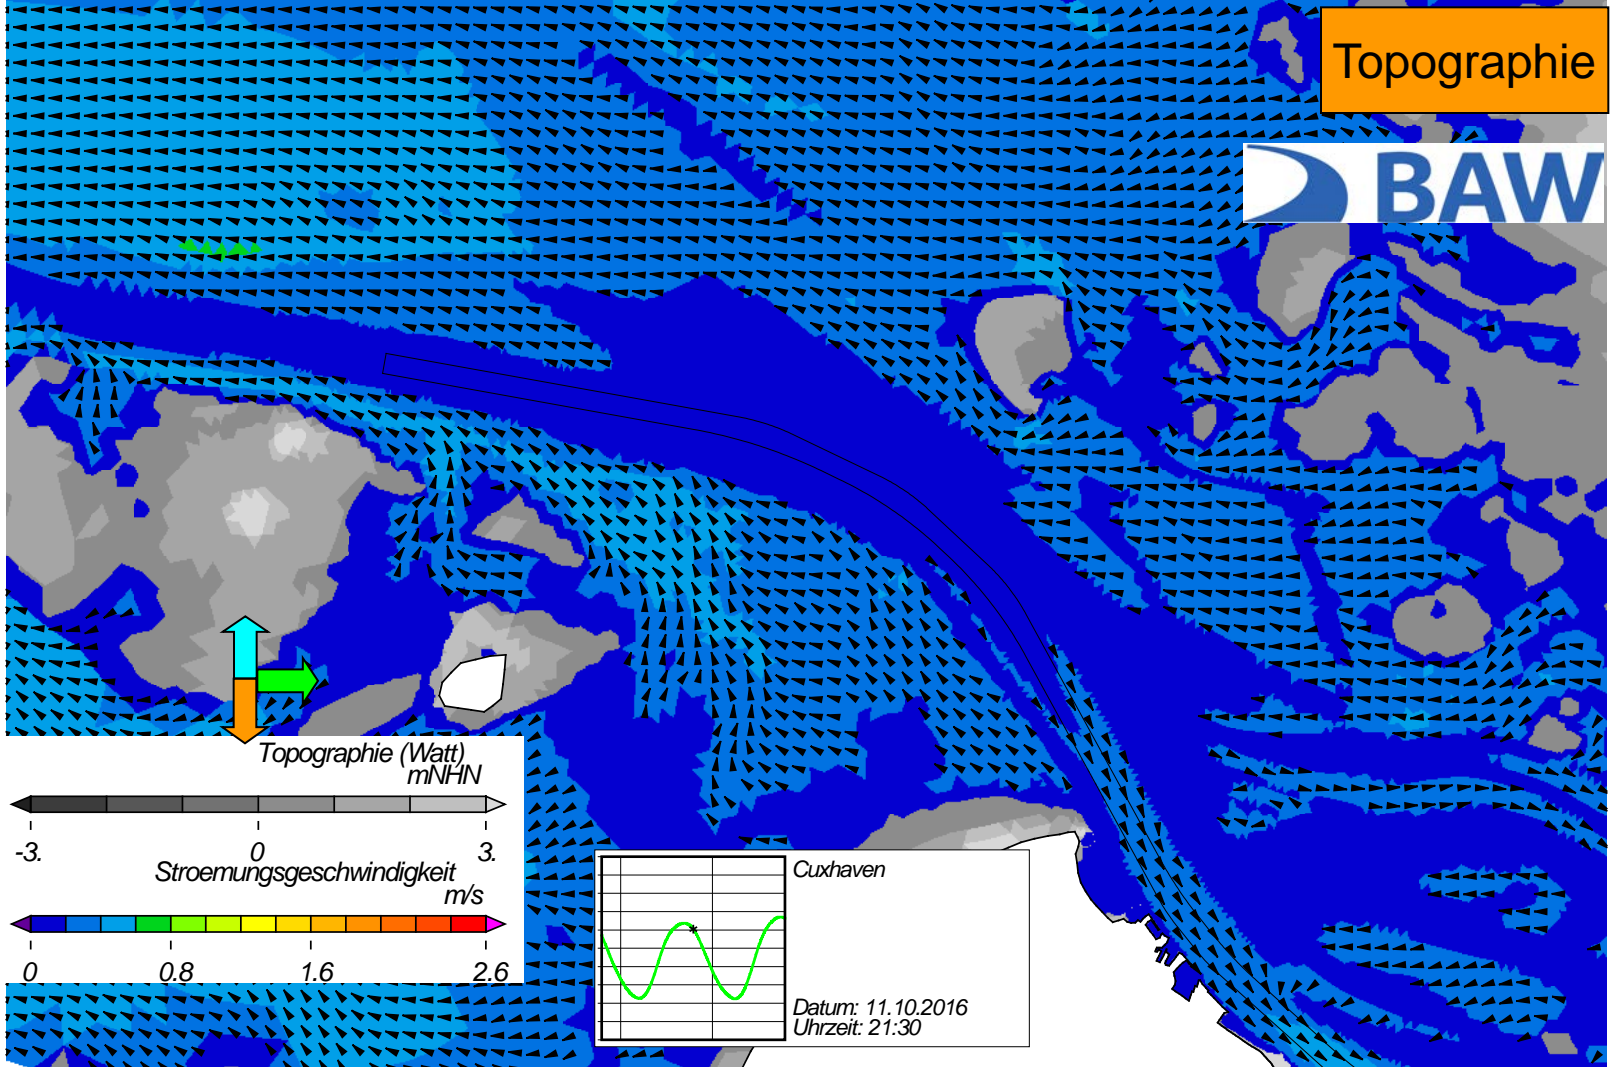 Topographie
BAW
Topographie (Watt)
mNHN
-3. 0 3.
Stroemungsgeschwindigkeit
m/s
0 0.8 1.6 2.6
Cuxhaven
Datum: 11.10.2016
Uhrzeit: 21:30